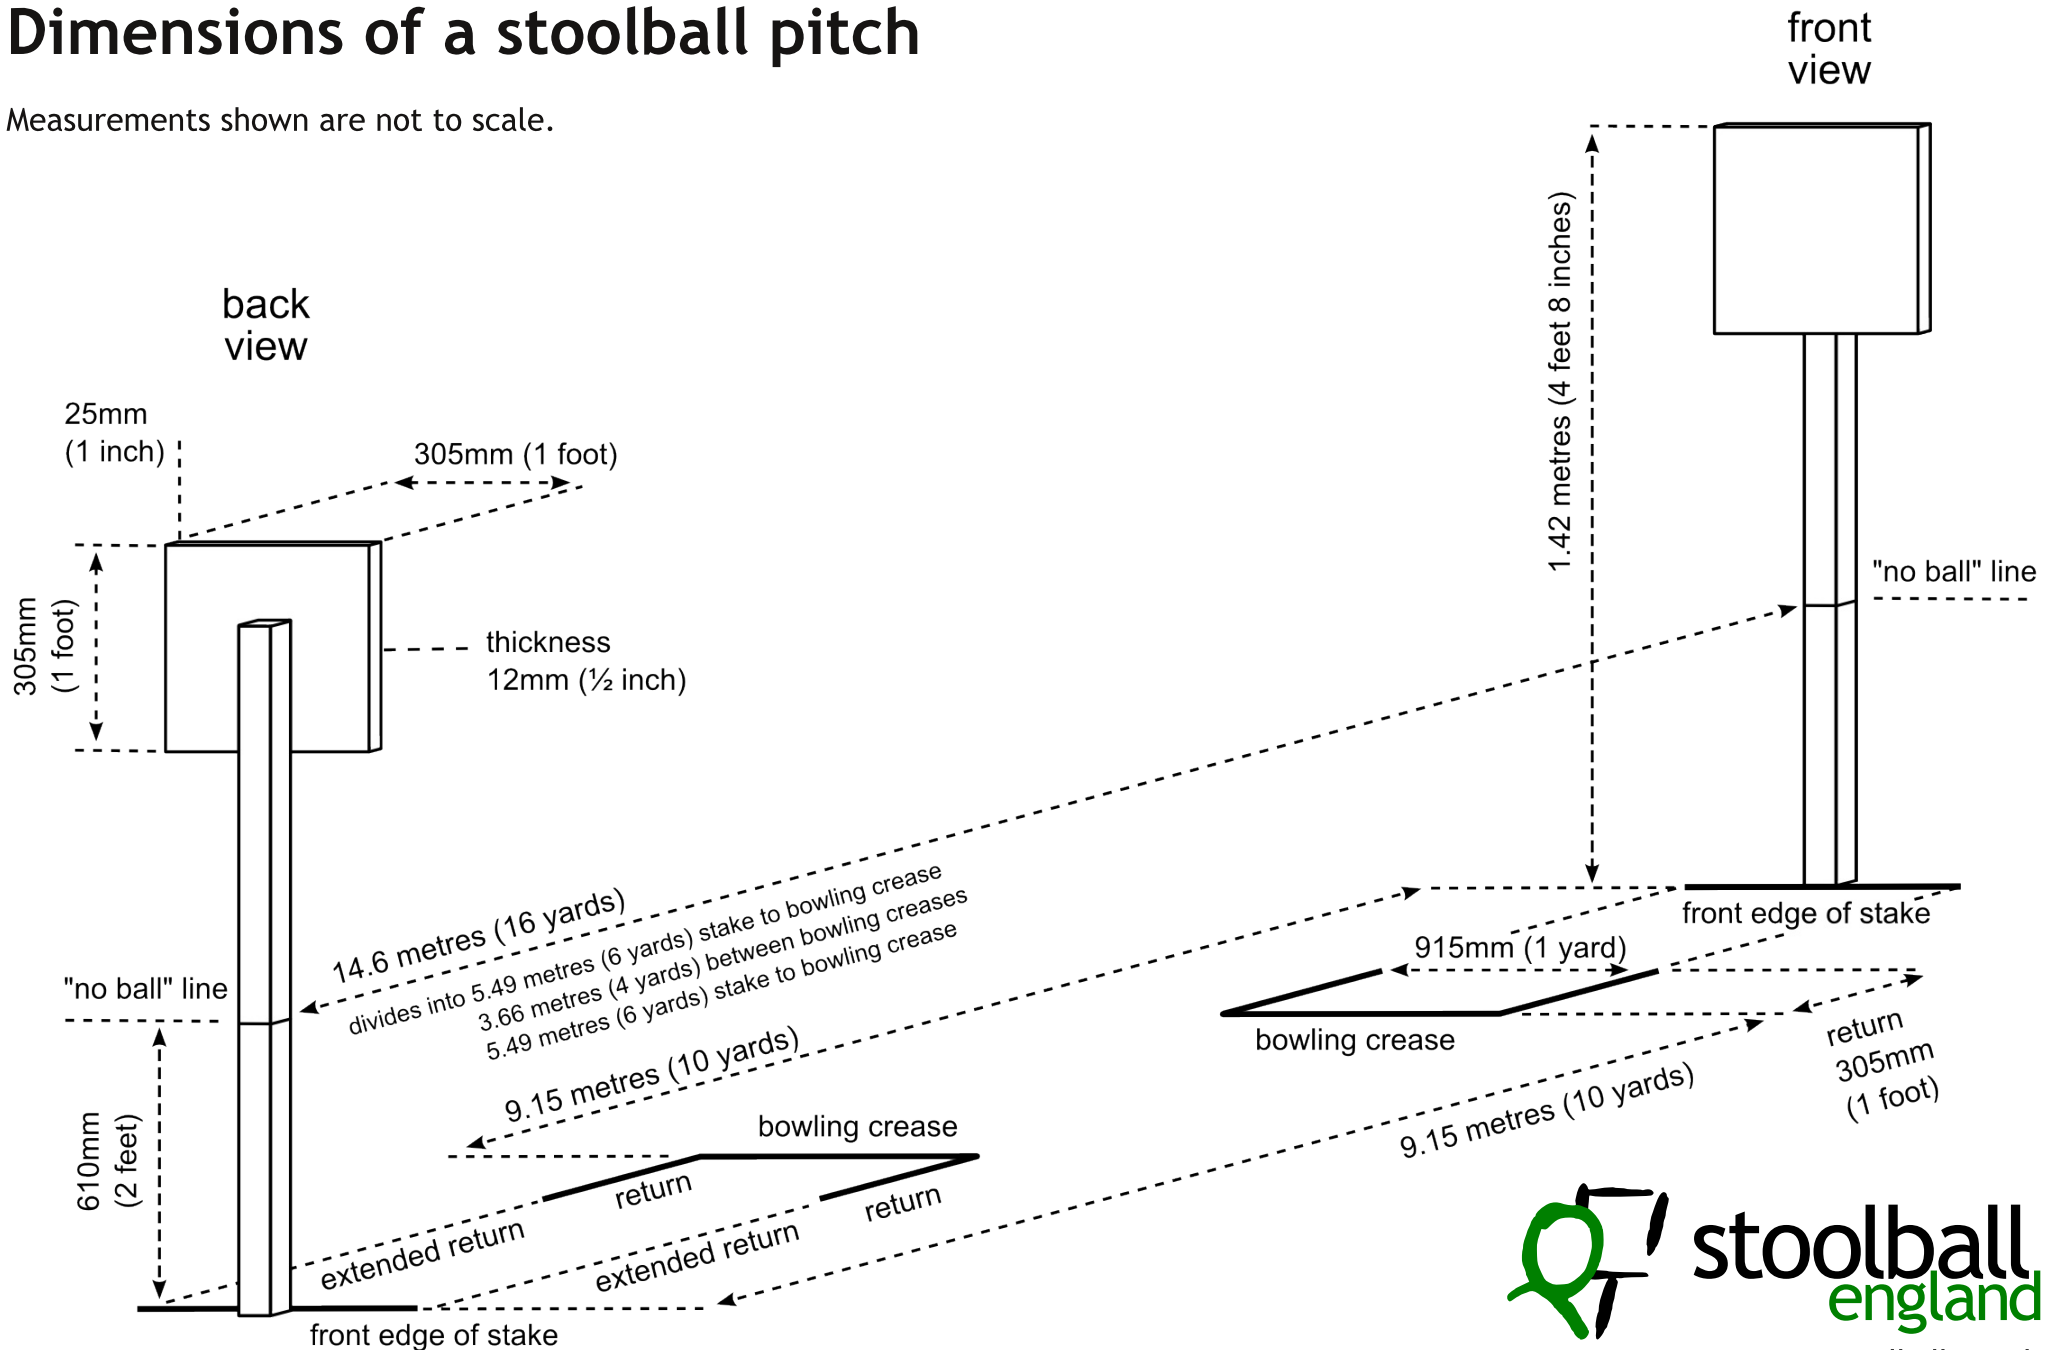 Dimensions of a stoolball pitch
Measurements shown are not to scale.
front
view
back
view
25mm
(1 inch)
305mm (1 foot)
305mm
(1 foot)
thickness
12mm (½ inch)
1.42 metres (4 feet 8 inches)
"no ball" line
14.6 metres (16 yards)
divides into 5.49 metres (6 yards) stake to bowling crease
3.66 metres (4 yards) between bowling creases
5.49 metres (6 yards) stake to bowling crease
front edge of stake
915mm (1 yard)
"no ball" line
9.15 metres (10 yards)
bowling crease
return
305mm
(1 foot)
9.15 metres (10 yards)
610mm
(2 feet)
bowling crease
return
return
extended return
extended return
front edge of stake
stoolball
england